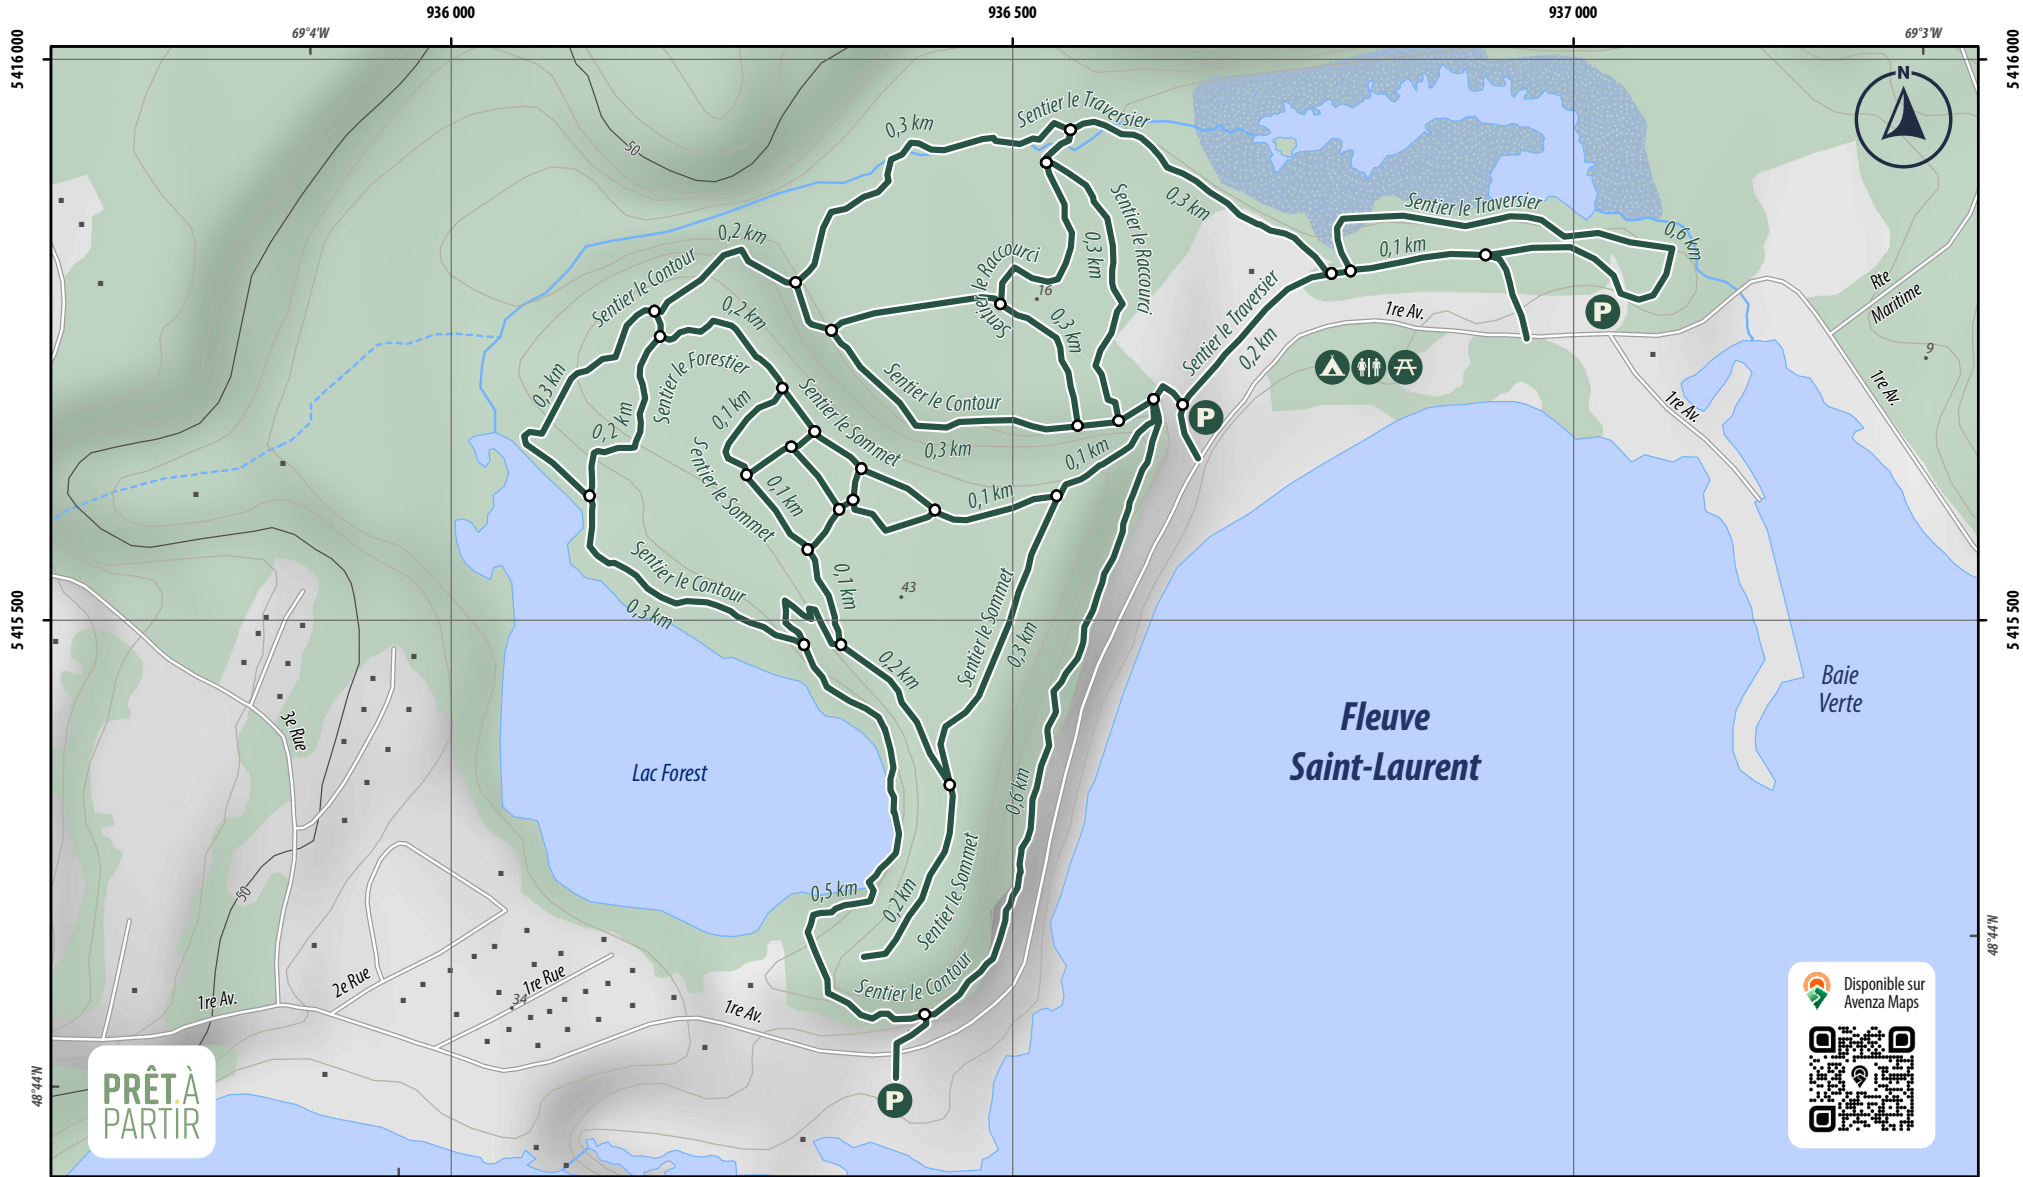 936 000
936 500
937 000
69°4'W
69°3'W
5 416 000
5 416 000
N
50
0,3 km
Sentier le Traversier
0,3 km
Sentier le Raccourci
0,3 km
Sentier le Traversier
0,6 km
0,1 km
0,2 km
Sentier le Contour
Sentier le Raccourci
Sentier
16
0,3 km
Sentier le Traversier
0,2 km
1re Av.
P
Rte
Maritime
9
1re Av.
1re Av.
0,3 km
0,2 km
Sentier le Forestier
0,2 km
0,1 km
Sentier le Sommet
Sentier le Contour
0,3 km
P
0,1 km
0,1 km
Sentier le Sommet
0,1 km
0,1 km
43
Sentier le Contour
0,3 km
0,2 km
Sentier le Sommet
0,3 km
5 415 500
5 415 500
Fleuve
Saint-Laurent
Baie
Verte
Lac Forest
3e Rue
50
0,6 km
0,5 km
0,2 km
Sentier le Sommet
Sentier le Contour
48°44'N
48°44'N
1re Av.
2e Rue
1re Rue
34
1re Av.
P
PRÊT.À
PARTIR
Disponible sur
Avenza Maps